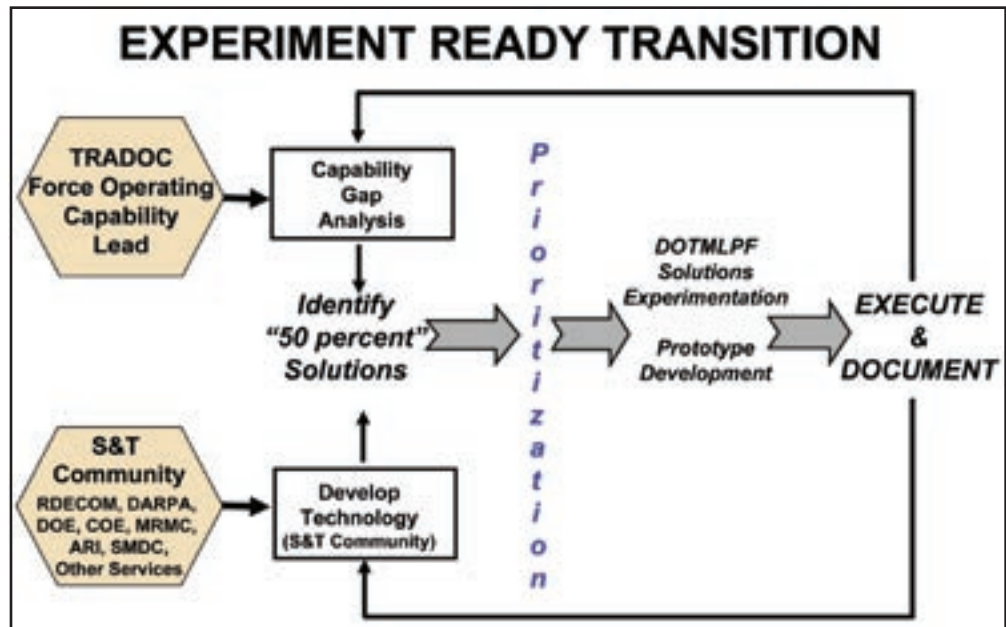 EXPERIMENT READY TRANSITION
TRADOC
Force Operating
Capability
Lead
Capability
Gap
Analysis
Identify
“50 percent”
Solutions
S&T
Community
RDECOM, DARPA,
DOE, COE, MRMC,
ARI, SMDC,
Other Services
Develop
Technology
(S&T Community)
Prioritization
DOTMLPF
Solutions
Experimentation
Prototype
Development
EXECUTE
&
DOCUMENT